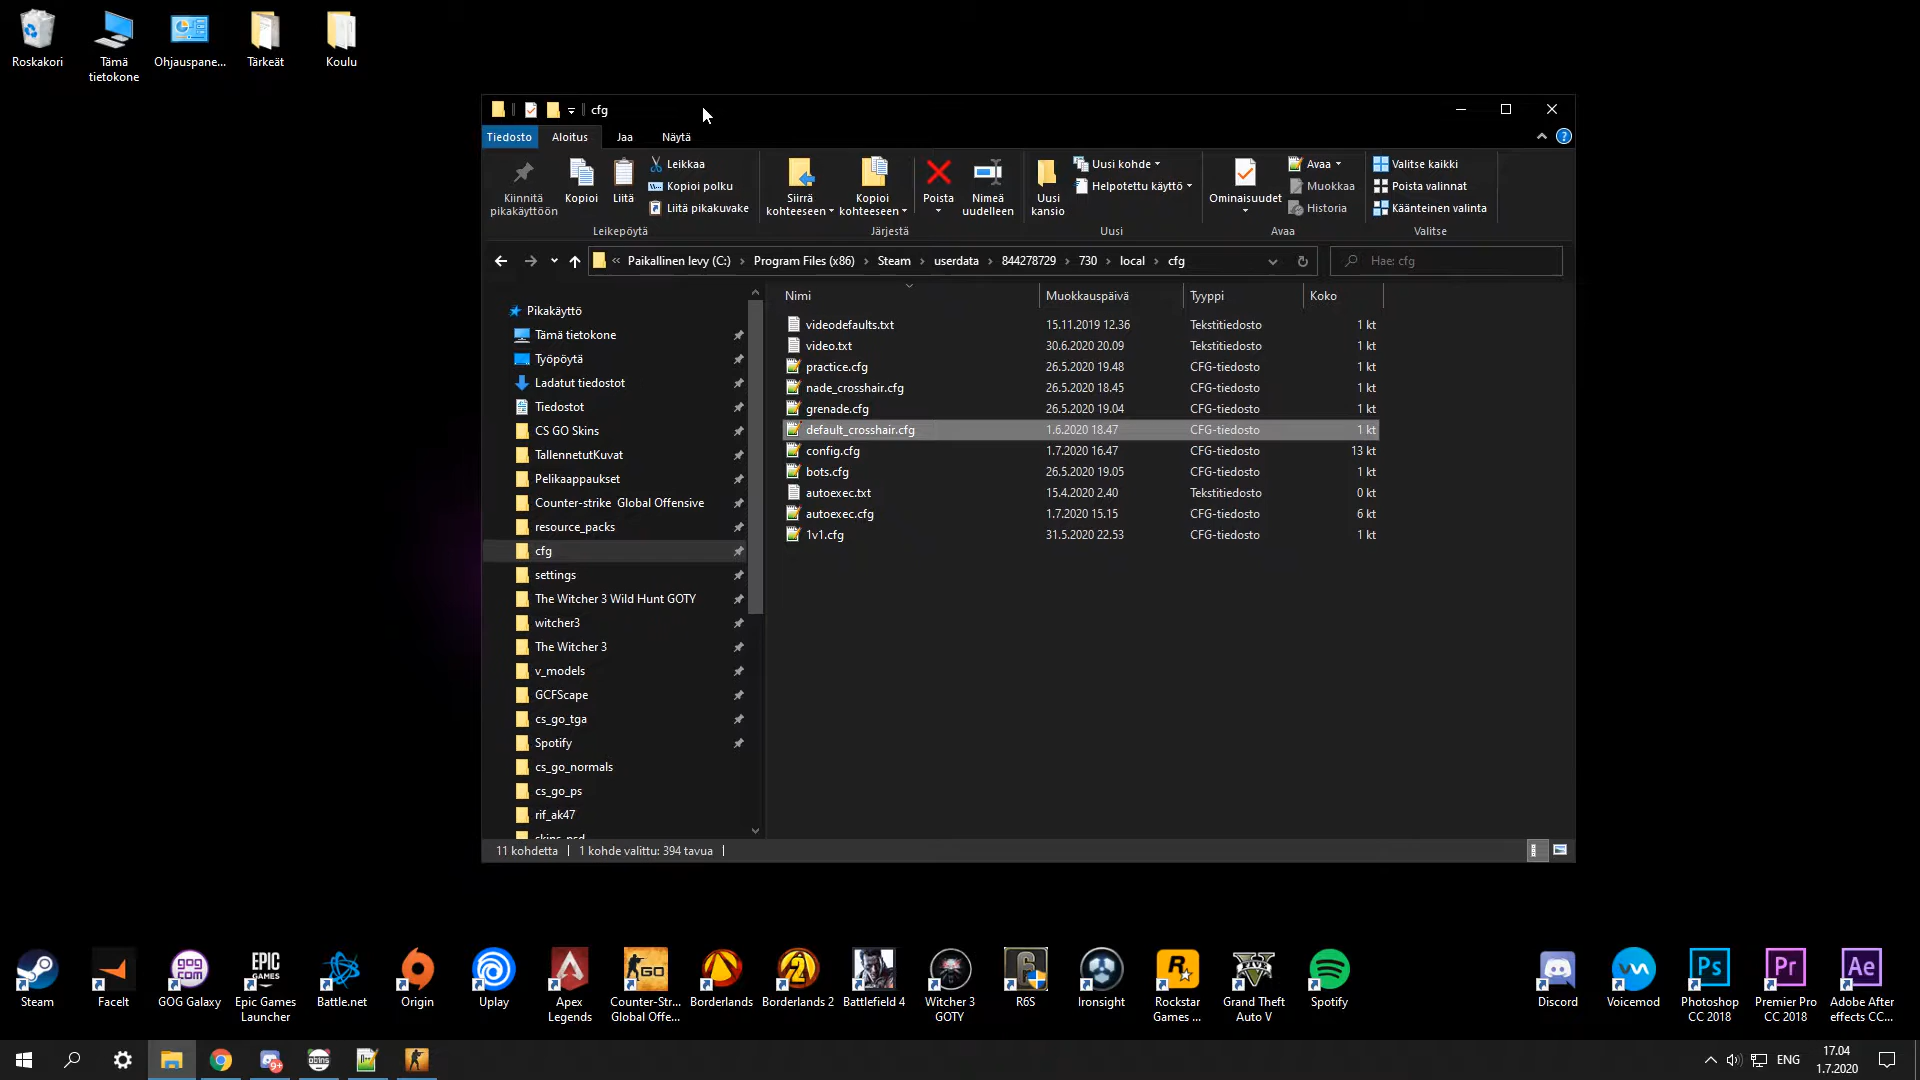 Roskakori
Tämä
tietokone
Ohjauspane...
Tärkeät
Koulu
cfg
Tiedosto
Aloitus
Jaa
Näytä
Kiinnitä
pikakäyttöön
Kopioi
Liitä
Leikkaa
Kopioi polku
Liitä pikakuvake
Leikepöytä
Siirrä
kohteeseen
Kopioi
kohteeseen
Poista
Nimeä
uudelleen
Järjestä
Uusi
kansio
Uusi kohde
Helpotettu käyttö
Uusi
Ominaisuudet
Avaa
Muokkaa
Historia
Avaa
Valitse kaikki
Poista valinnat
Käänteinen valinta
Valitse
« Paikallinen levy (C:) › Program Files (x86) › Steam › userdata › 844278729 › 730 › local › cfg
Hae: cfg
Nimi Muokkauspäivä Tyyppi Koko
videodefaults.txt 15.11.2019 12.36 Tekstitiedosto 1 kt
video.txt 30.6.2020 20.09 Tekstitiedosto 1 kt
practice.cfg 26.5.2020 19.48 CFG-tiedosto 1 kt
nade_crosshair.cfg 26.5.2020 18.45 CFG-tiedosto 1 kt
grenade.cfg 26.5.2020 19.04 CFG-tiedosto 1 kt
default_crosshair.cfg 1.6.2020 18.47 CFG-tiedosto 1 kt
config.cfg 1.7.2020 16.47 CFG-tiedosto 13 kt
bots.cfg 26.5.2020 19.05 CFG-tiedosto 1 kt
autoexec.txt 15.4.2020 2.40 Tekstitiedosto 0 kt
autoexec.cfg 1.7.2020 15.15 CFG-tiedosto 6 kt
1v1.cfg 31.5.2020 22.53 CFG-tiedosto 1 kt
Pikakäyttö
Tämä tietokone
Työpöytä
Ladatut tiedostot
Tiedostot
CS GO Skins
TallennetutKuvat
Pelikaappaukset
Counter-strike  Global Offensive
resource_packs
cfg
settings
The Witcher 3 Wild Hunt GOTY
witcher3
The Witcher 3
v_models
GCFScape
cs_go_tga
Spotify
cs_go_normals
cs_go_ps
rif_ak47
skins_psd
11 kohdetta
1 kohde valittu: 394 tavua
Steam
FaceIt
GOG Galaxy
Epic Games
Launcher
Battle.net
Origin
Uplay
Apex
Legends
Counter-Str...
Global Offe...
Borderlands
Borderlands 2
Battlefield 4
Witcher 3
GOTY
R6S
Ironsight
Rockstar
Games ...
Grand Theft
Auto V
Spotify
Discord
Voicemod
Photoshop
CC 2018
Premier Pro
CC 2018
Adobe After
effects CC...
ENG
17.04
1.7.2020